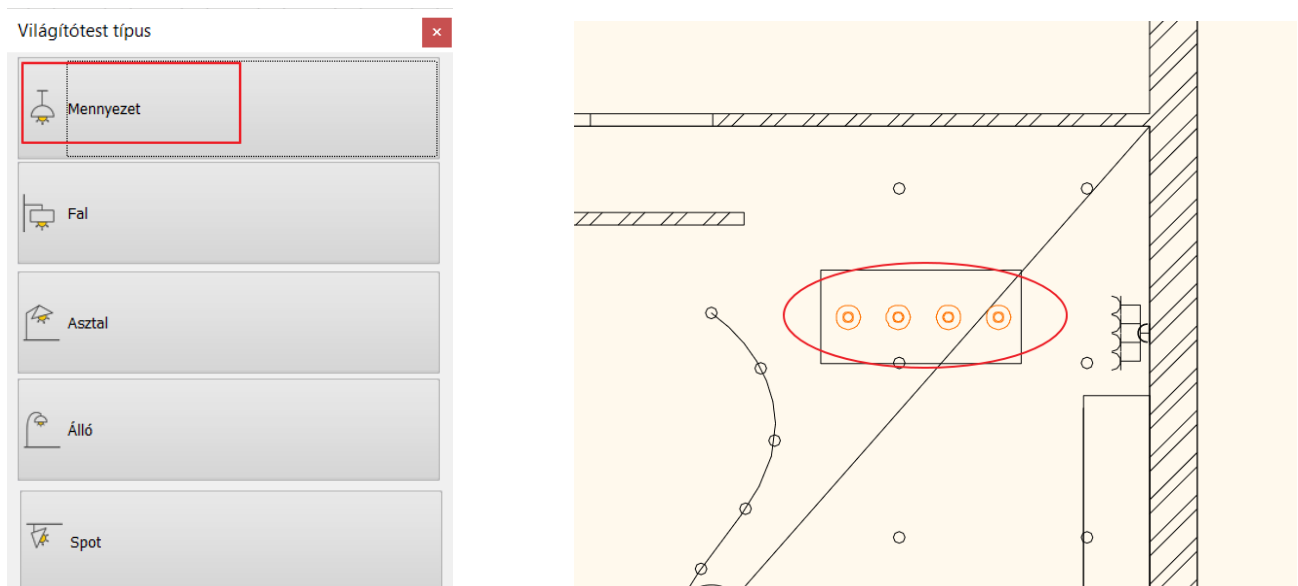 Világítótest típus
Mennyezet
Fal
Asztal
Álló
Spot